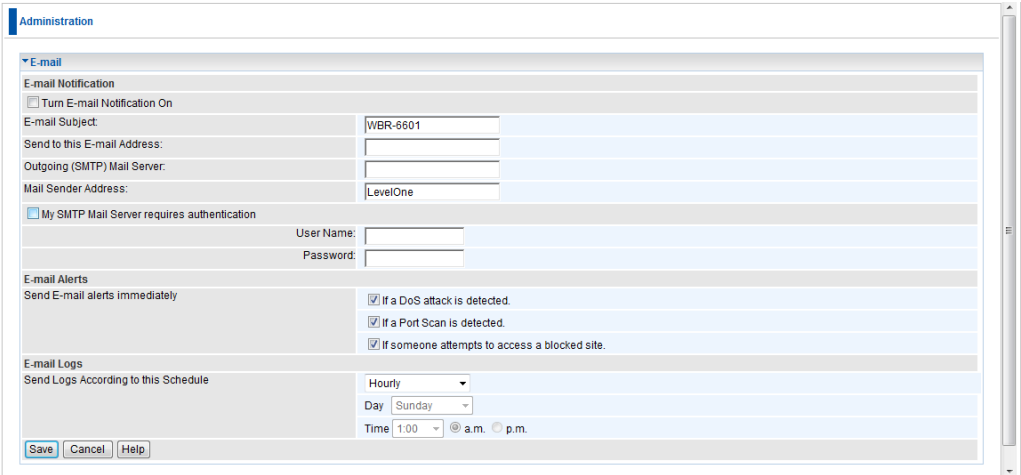 Administration
E-mail
E-mail Notification
Turn E-mail Notification On
E-mail Subject: WBR-6601
Send to this E-mail Address:
Outgoing (SMTP) Mail Server:
Mail Sender Address: LevelOne
My SMTP Mail Server requires authentication
User Name:
Password:
E-mail Alerts
Send E-mail alerts immediately If a DoS attack is detected.
If a Port Scan is detected.
If someone attempts to access a blocked site.
E-mail Logs
Send Logs According to this Schedule Hourly
Day Sunday
Time 1:00 a.m. p.m.
Save Cancel Help